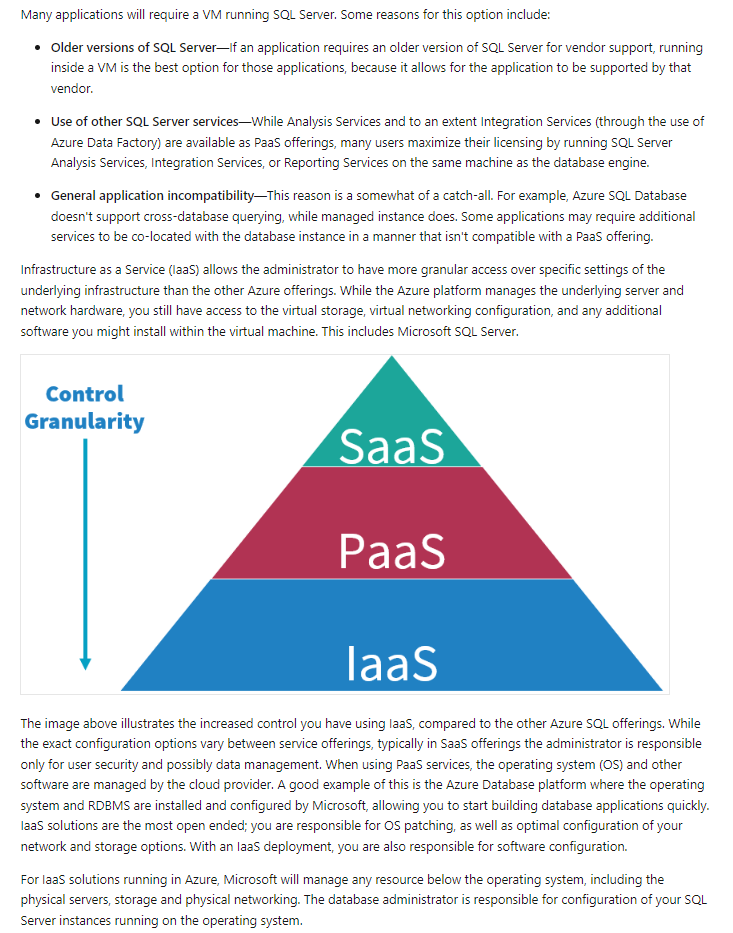 Many applications will require a VM running SQL Server. Some reasons for this option include:
• Older versions of SQL Server—If an application requires an older version of SQL Server for vendor support, running
inside a VM is the best option for those applications, because it allows for the application to be supported by that
vendor.
• Use of other SQL Server services—While Analysis Services and to an extent Integration Services (through the use of
Azure Data Factory) are available as PaaS offerings, many users maximize their licensing by running SQL Server
Analysis Services, Integration Services, or Reporting Services on the same machine as the database engine.
• General application incompatibility—This reason is a somewhat of a catch-all. For example, Azure SQL Database
doesn't support cross-database querying, while managed instance does. Some applications may require additional
services to be co-located with the database instance in a manner that isn't compatible with a PaaS offering.
Infrastructure as a Service (IaaS) allows the administrator to have more granular access over specific settings of the
underlying infrastructure than the other Azure offerings. While the Azure platform manages the underlying server and
network hardware, you still have access to the virtual storage, virtual networking configuration, and any additional
software you might install within the virtual machine. This includes Microsoft SQL Server.
Control
Granularity
SaaS
PaaS
IaaS
The image above illustrates the increased control you have using IaaS, compared to the other Azure SQL offerings. While
the exact configuration options vary between service offerings, typically in SaaS offerings the administrator is responsible
only for user security and possibly data management. When using PaaS services, the operating system (OS) and other
software are managed by the cloud provider. A good example of this is the Azure Database platform where the operating
system and RDBMS are installed and configured by Microsoft, allowing you to start building database applications quickly.
IaaS solutions are the most open ended; you are responsible for OS patching, as well as optimal configuration of your
network and storage options. With an IaaS deployment, you are also responsible for software configuration.
For IaaS solutions running in Azure, Microsoft will manage any resource below the operating system, including the
physical servers, storage and physical networking. The database administrator is responsible for configuration of your SQL
Server instances running on the operating system.